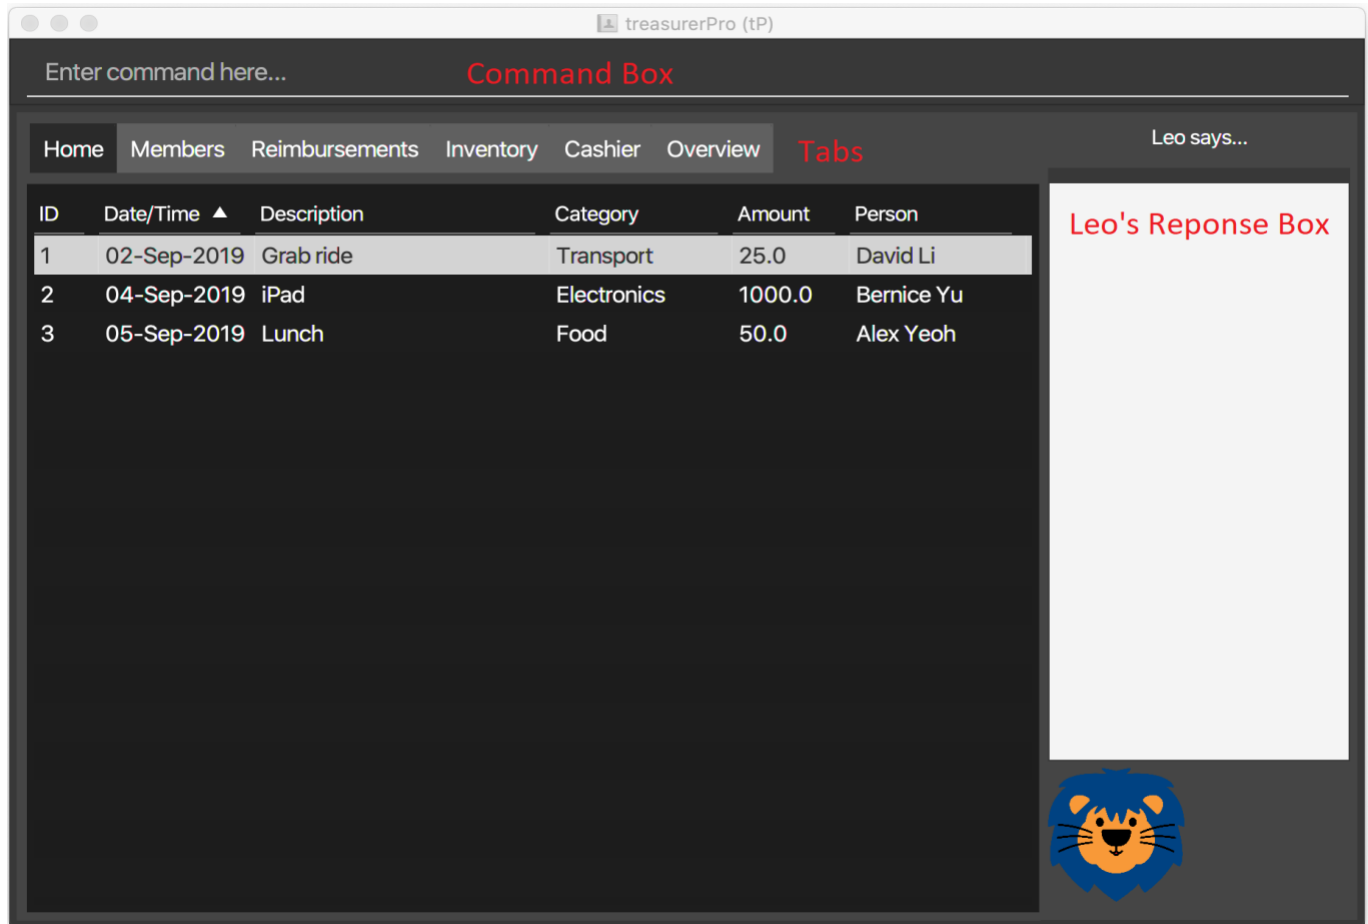 treasurerPro (tP)
Enter command here... Command Box
Home Members Reimbursements Inventory Cashier Overview Tabs
Leo says...
ID Date/Time ▲ Description Category Amount Person
Leo's Reponse Box
1 02-Sep-2019 Grab ride Transport 25.0 David Li
2 04-Sep-2019 iPad Electronics 1000.0 Bernice Yu
3 05-Sep-2019 Lunch Food 50.0 Alex Yeoh